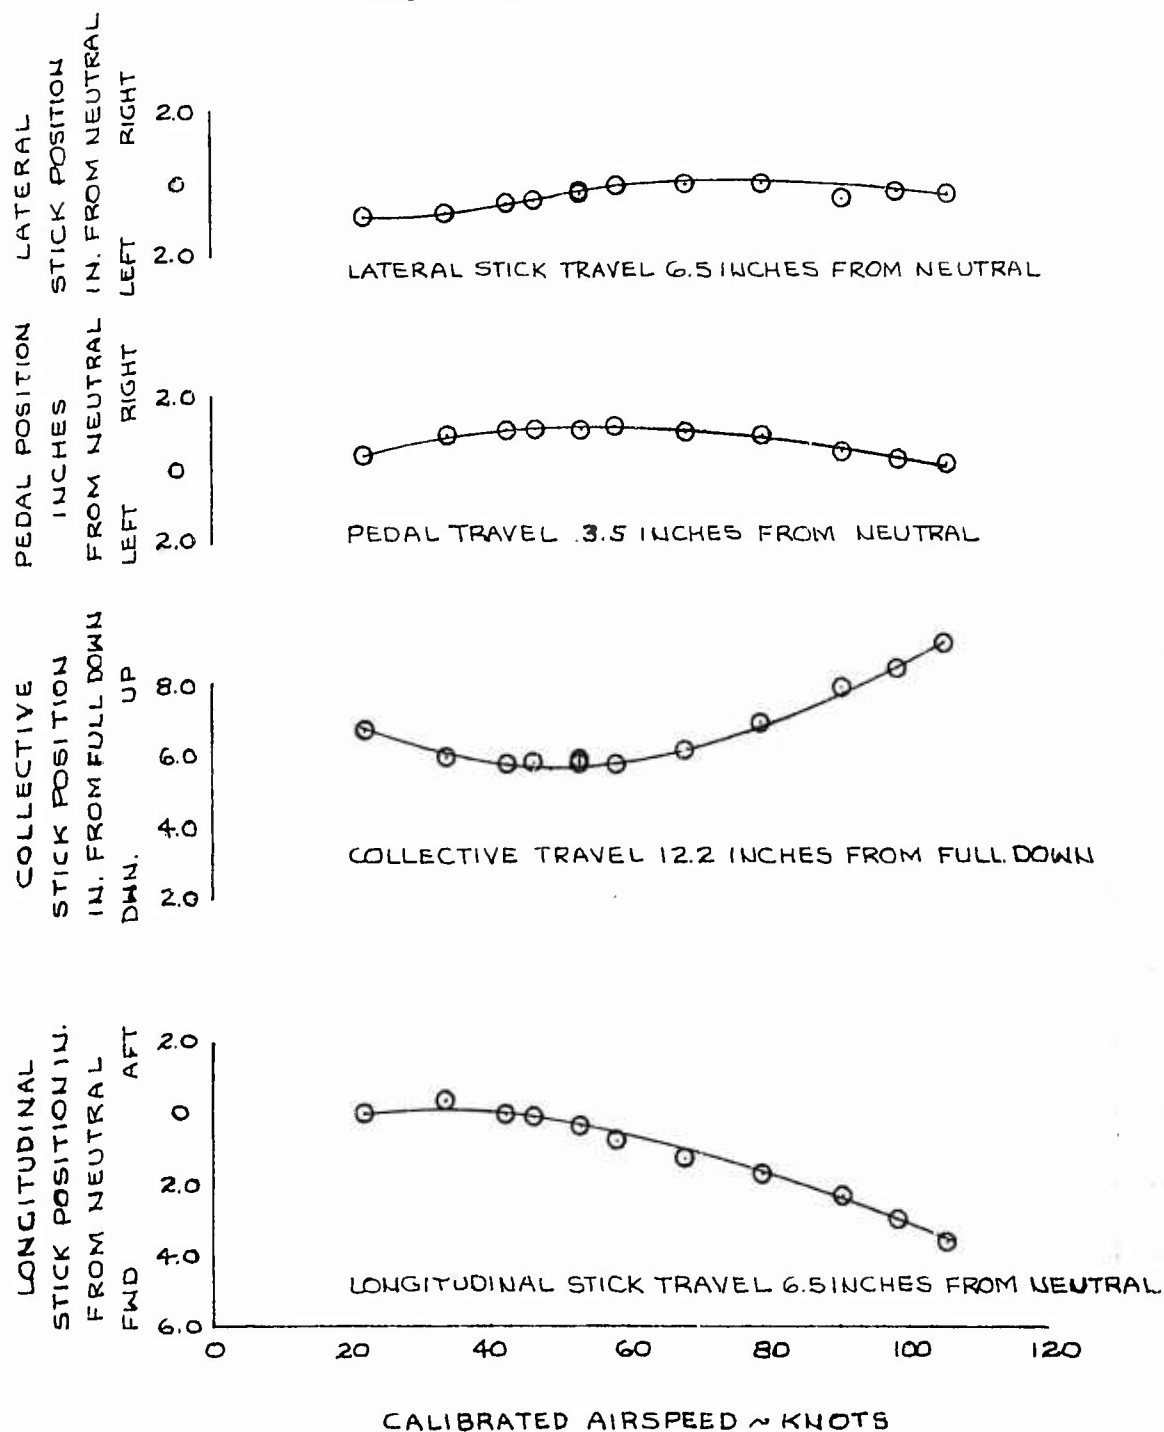 LATERAL
STICK POSITION
IN. FROM NEUTRAL
LEFT RIGHT
2.0
0
2.0
LATERAL STICK TRAVEL 6.5 INCHES FROM NEUTRAL
PEDAL POSITION
INCHES
FROM NEUTRAL
LEFT RIGHT
2.0
0
2.0
PEDAL TRAVEL .3.5 INCHES FROM NEUTRAL
COLLECTIVE
STICK POSITION
IN. FROM FULL DOWN
DWN. UP
8.0
6.0
4.0
2.0
COLLECTIVE TRAVEL 12.2 INCHES FROM FULL.DOWN
LONGITUDINAL
STICK POSITION IN.
FROM NEUTRAL
FWD AFT
2.0
0
2.0
4.0
6.0
LONGITUDINAL STICK TRAVEL 6.5 INCHES FROM NEUTRAL
0 20 40 60 80 100 120
CALIBRATED AIRSPEED ~ KNOTS